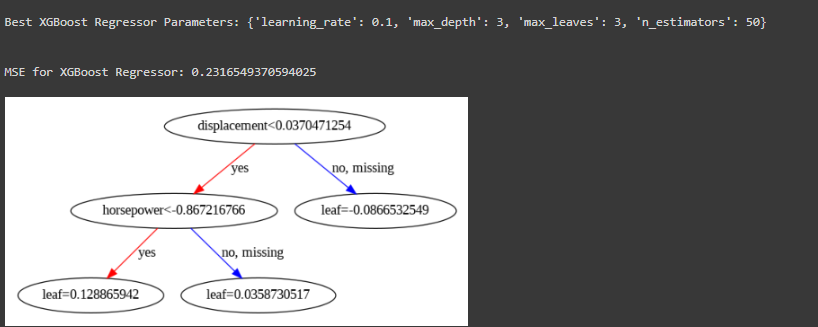 Best XGBoost Regressor Parameters: {'learning_rate': 0.1, 'max_depth': 3, 'max_leaves': 3, 'n_estimators': 50}
MSE for XGBoost Regressor: 0.2316549370594025
displacement<0.0370471254
yes
no, missing
horsepower<-0.867216766
leaf=-0.0866532549
yes
no, missing
leaf=0.128865942
leaf=0.0358730517